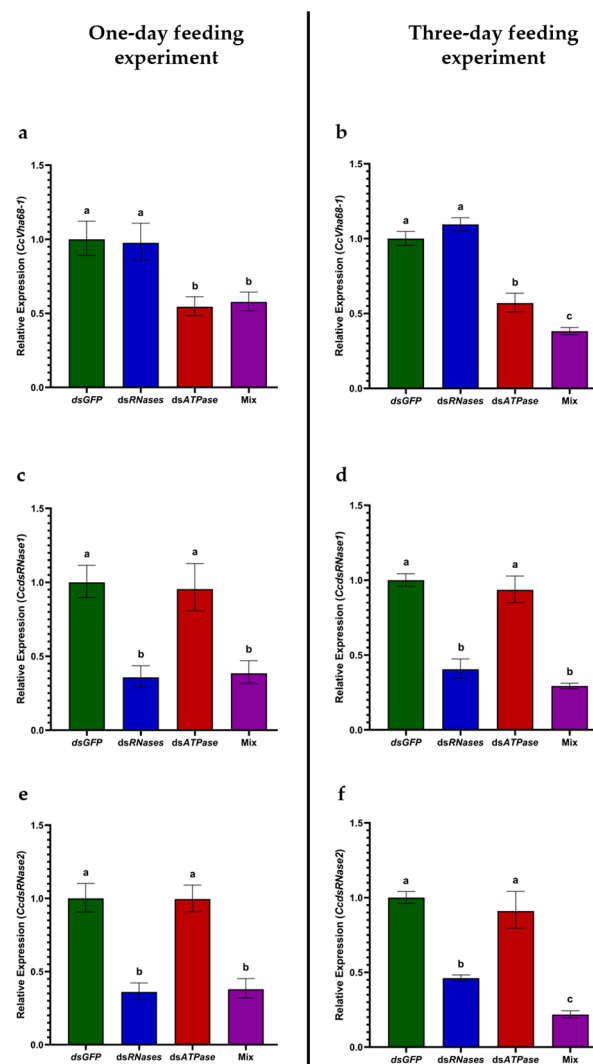 One-day feeding
experiment
Three-day feeding
experiment
a
Relative Expression (CcVha68-1)
1.5
1.0
0.5
0.0
a
a
b
b
dsGFP dsRNases dsATPase Mix
b
Relative Expression (CcVha68-1)
1.5
1.0
0.5
0.0
a
a
b
c
dsGFP dsRNases dsATPase Mix
c
Relative Expression (CcdsRNase1)
1.5
1.0
0.5
0.0
a
b
a
b
dsGFP dsRNases dsATPase Mix
d
Relative Expression (CcdsRNase1)
1.5
1.0
0.5
0.0
a
b
a
b
dsGFP dsRNases dsATPase Mix
e
Relative Expression (CcdsRNase2)
1.5
1.0
0.5
0.0
a
b
a
b
dsGFP dsRNases dsATPase Mix
f
Relative Expression (CcdsRNase2)
1.5
1.0
0.5
0.0
a
b
a
c
dsGFP dsRNases dsATPase Mix